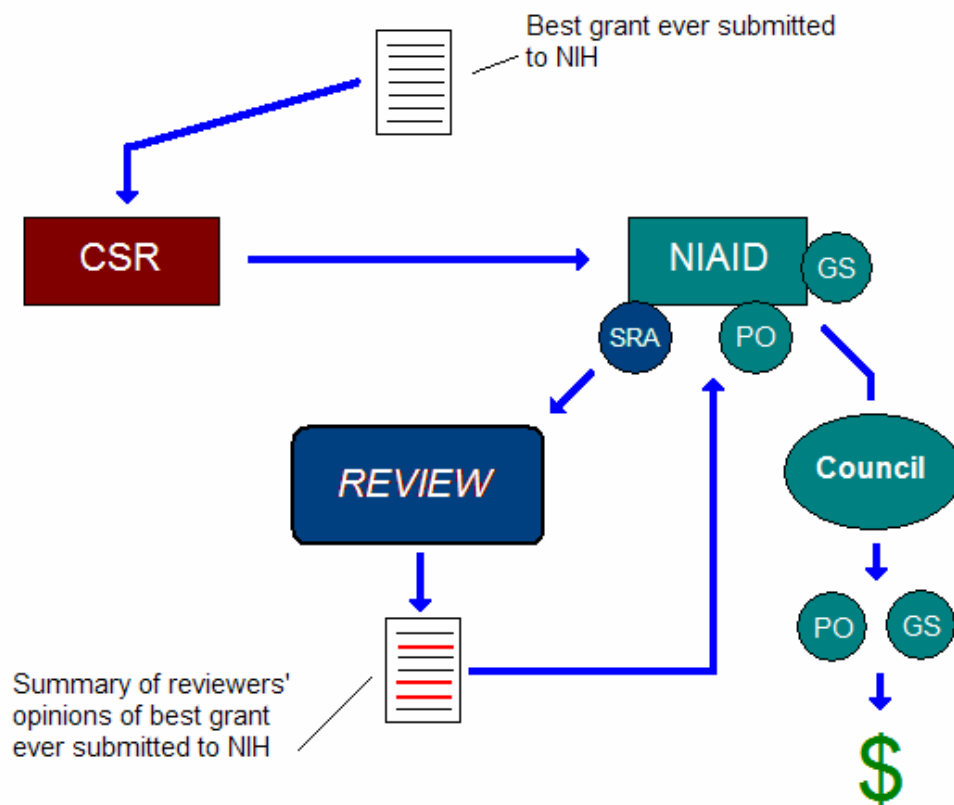 Best grant ever submitted
to NIH
CSR
NIAID
GS
SRA
PO
REVIEW
Council
PO
GS
Summary of reviewers'
opinions of best grant
ever submitted to NIH
$